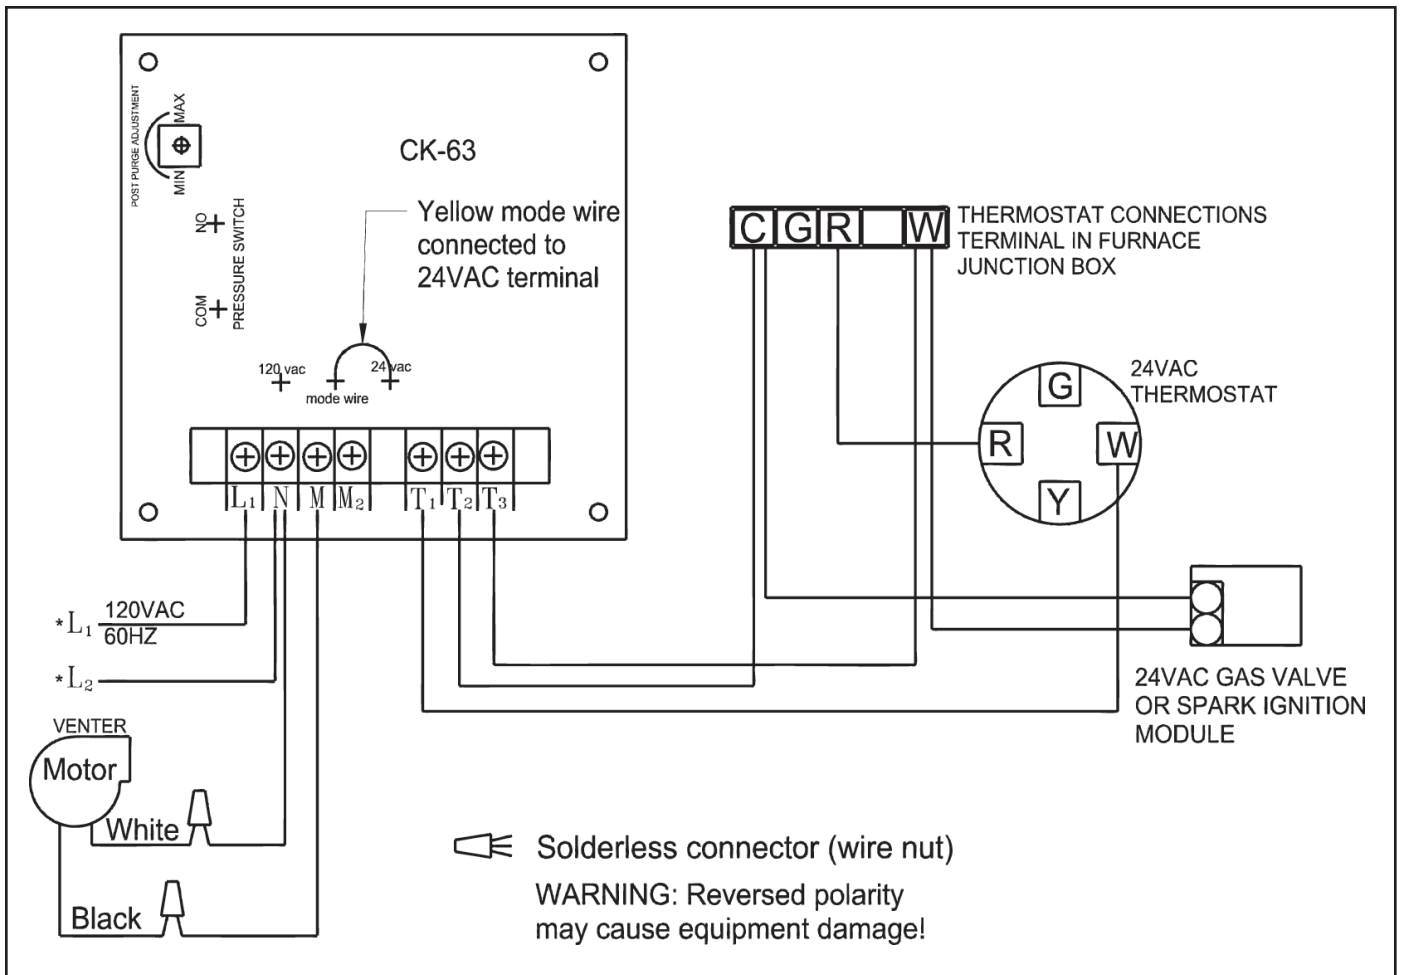 POST PURGE ADJUSTMENT
MAX
MIN
CK-63
NO
COM
PRESSURE SWITCH
Yellow mode wire
connected to
24VAC terminal
120 vac
24 vac
mode wire
L1 N M M2 T1 T2 T3
C G R W
THERMOSTAT CONNECTIONS
TERMINAL IN FURNACE
JUNCTION BOX
24VAC
THERMOSTAT
G
R
W
Y
*L1 120VAC
60HZ
*L2
24VAC GAS VALVE
OR SPARK IGNITION
MODULE
VENTER
Motor
White
Black
Solderless connector (wire nut)
WARNING: Reversed polarity
may cause equipment damage!